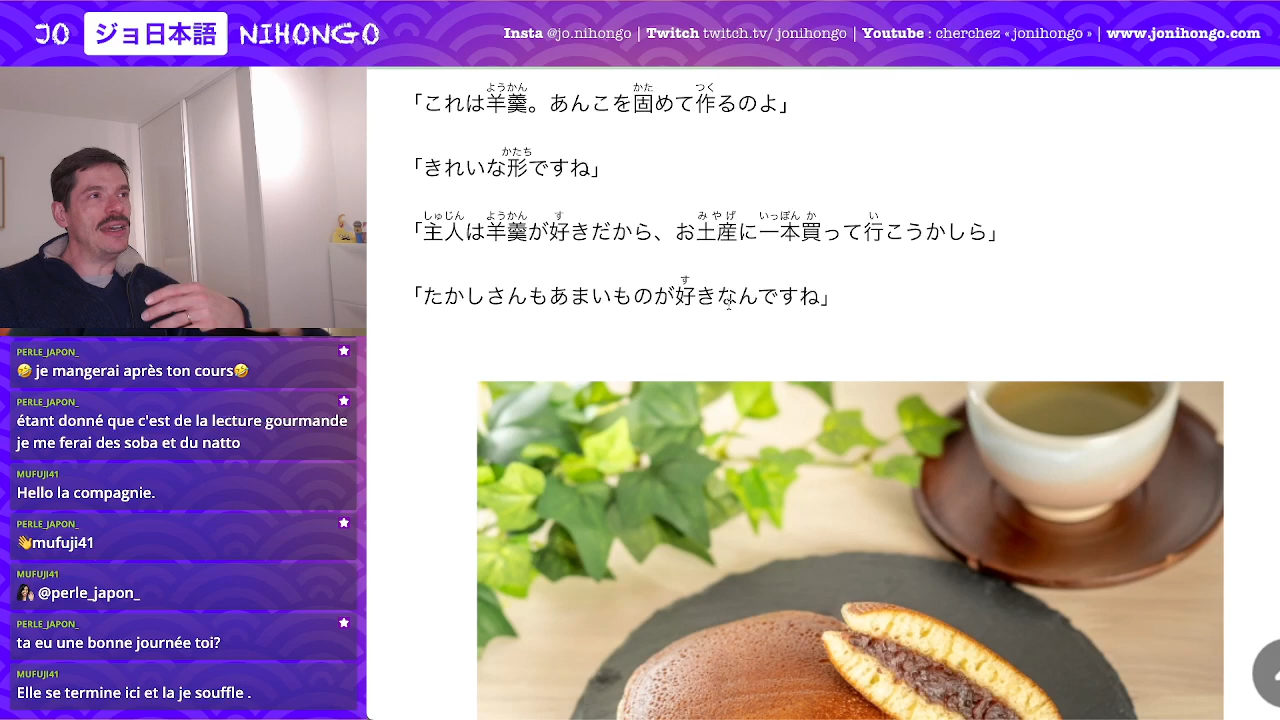 JO ジョ日本語 NIHONGO
Insta @jo.nihongo | Twitch twitch.tv/jonihongo | Youtube : cherchez « jonihongo » | www.jonihongo.com
ようかん かた つく
「これは羊羹。あんこを固めて作るのよ」
かたち
「きれいな形ですね」
しゅじん ようかん す みやげ いっぽん か い
「主人は羊羹が好きだから、お土産に一本買って行こうかしら」
す
「たかしさんもあまいものが好きなんですね」
PERLE_JAPON_
🤣 je mangerai après ton cours🤣
PERLE_JAPON_
étant donné que c'est de la lecture gourmande
je me ferai des soba et du natto
MUFUJI41
Hello la compagnie.
PERLE_JAPON_
👋mufuji41
MUFUJI41
@perle_japon_
PERLE_JAPON_
ta eu une bonne journée toi?
MUFUJI41
Elle se termine ici et la je souffle .